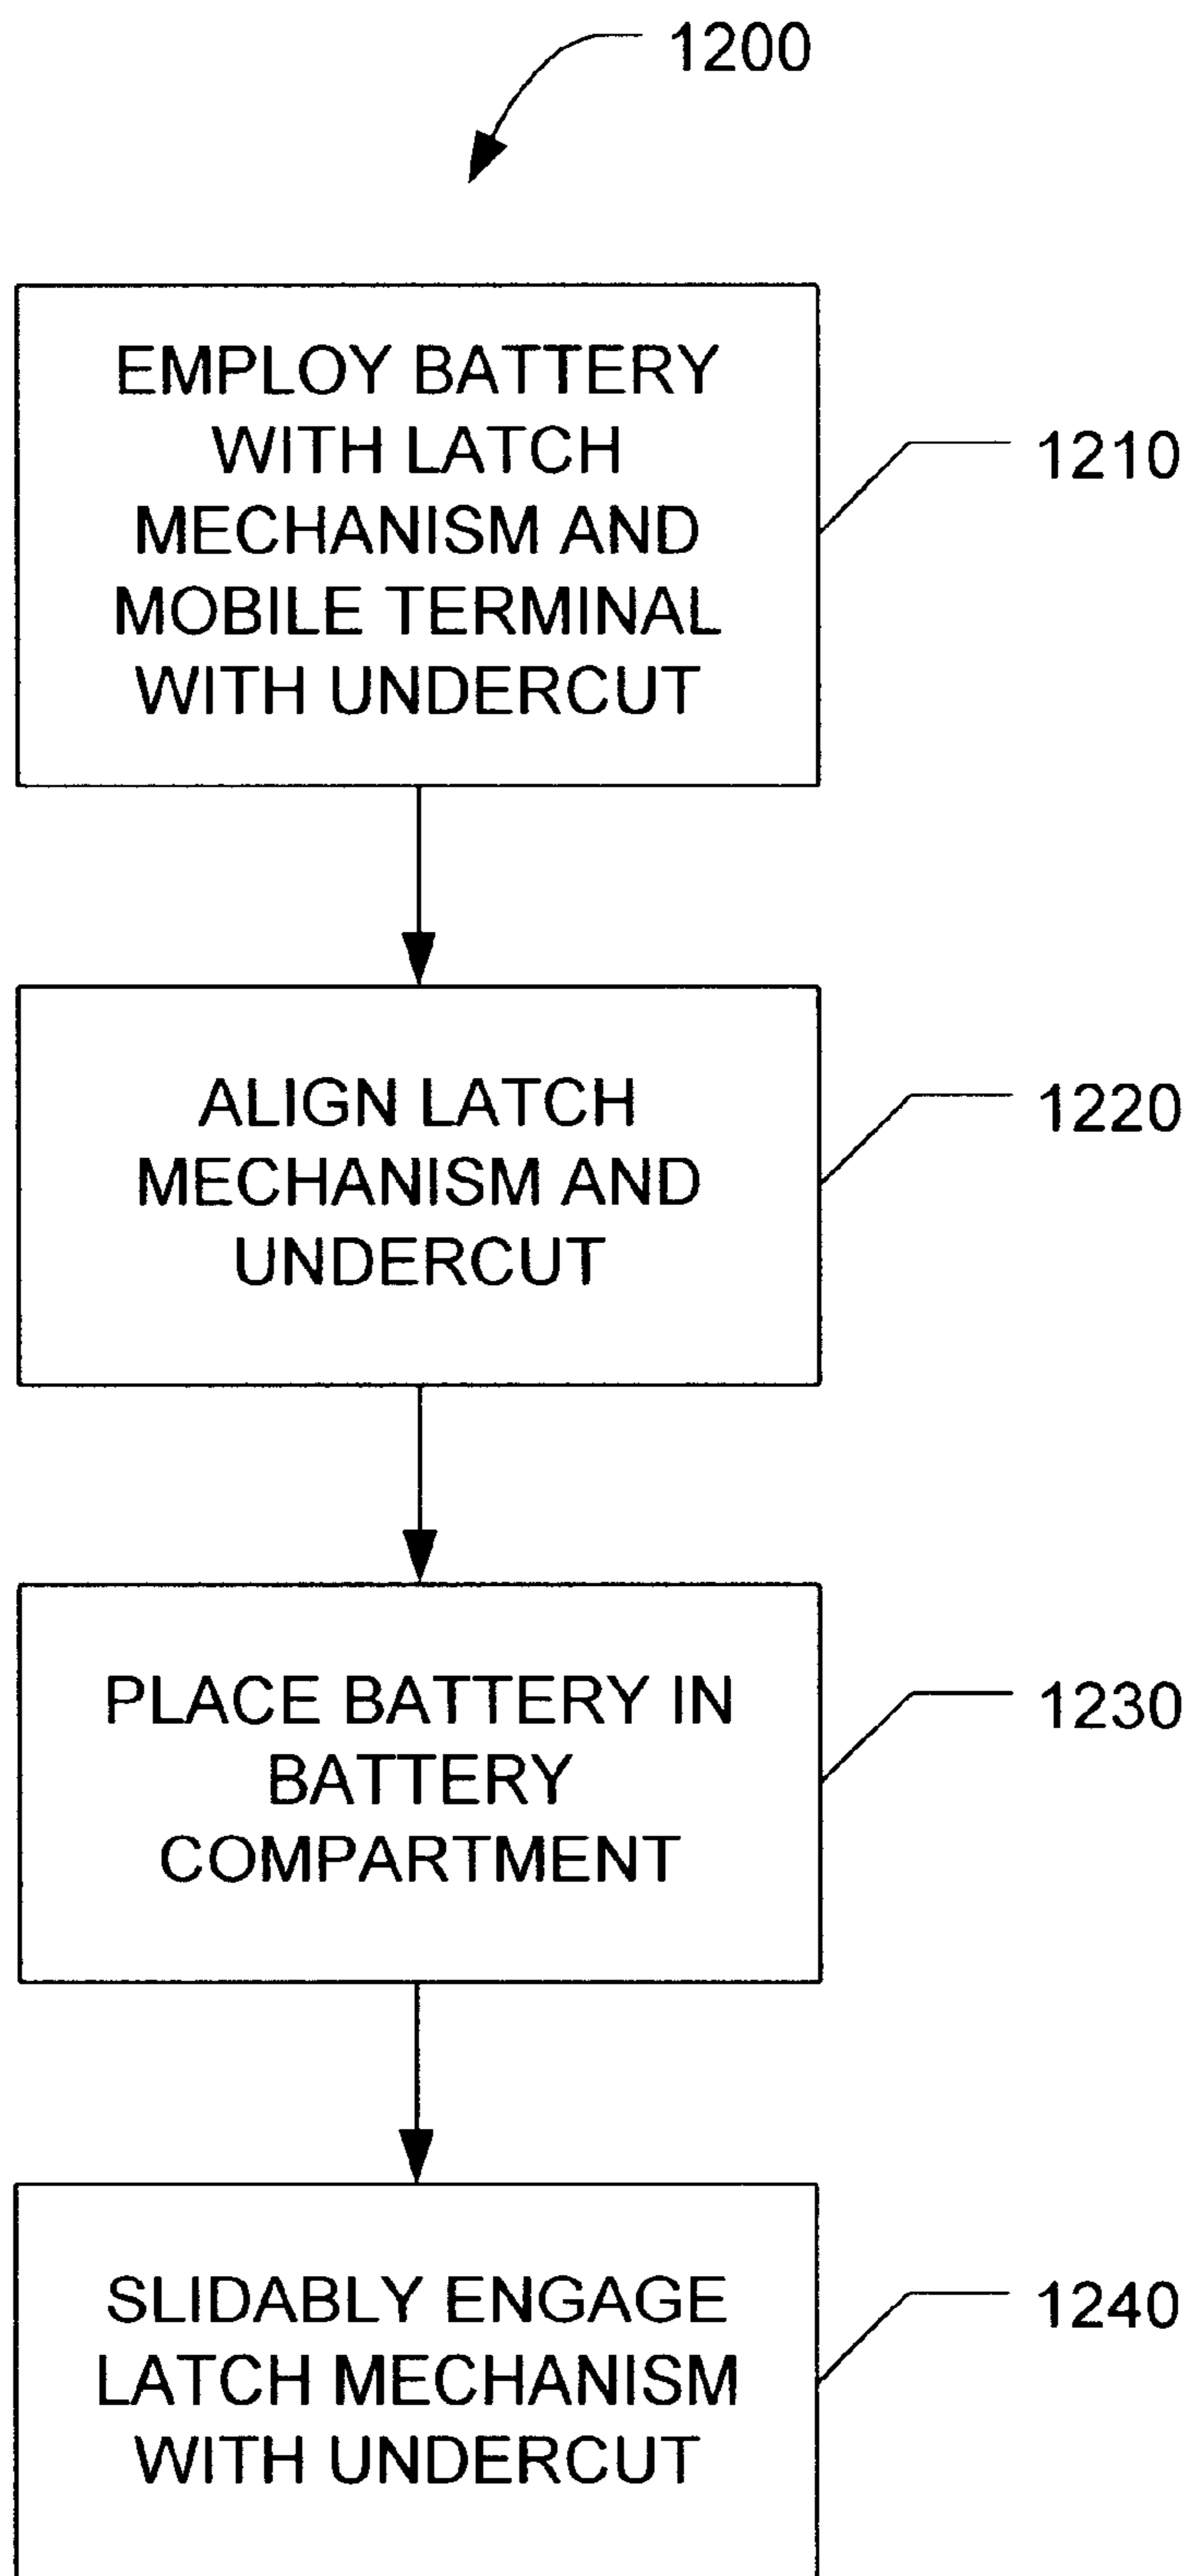 1200
EMPLOY BATTERY
WITH LATCH
MECHANISM AND
MOBILE TERMINAL
WITH UNDERCUT
1210
ALIGN LATCH
MECHANISM AND
UNDERCUT
1220
PLACE BATTERY IN
BATTERY
COMPARTMENT
1230
SLIDABLY ENGAGE
LATCH MECHANISM
WITH UNDERCUT
1240